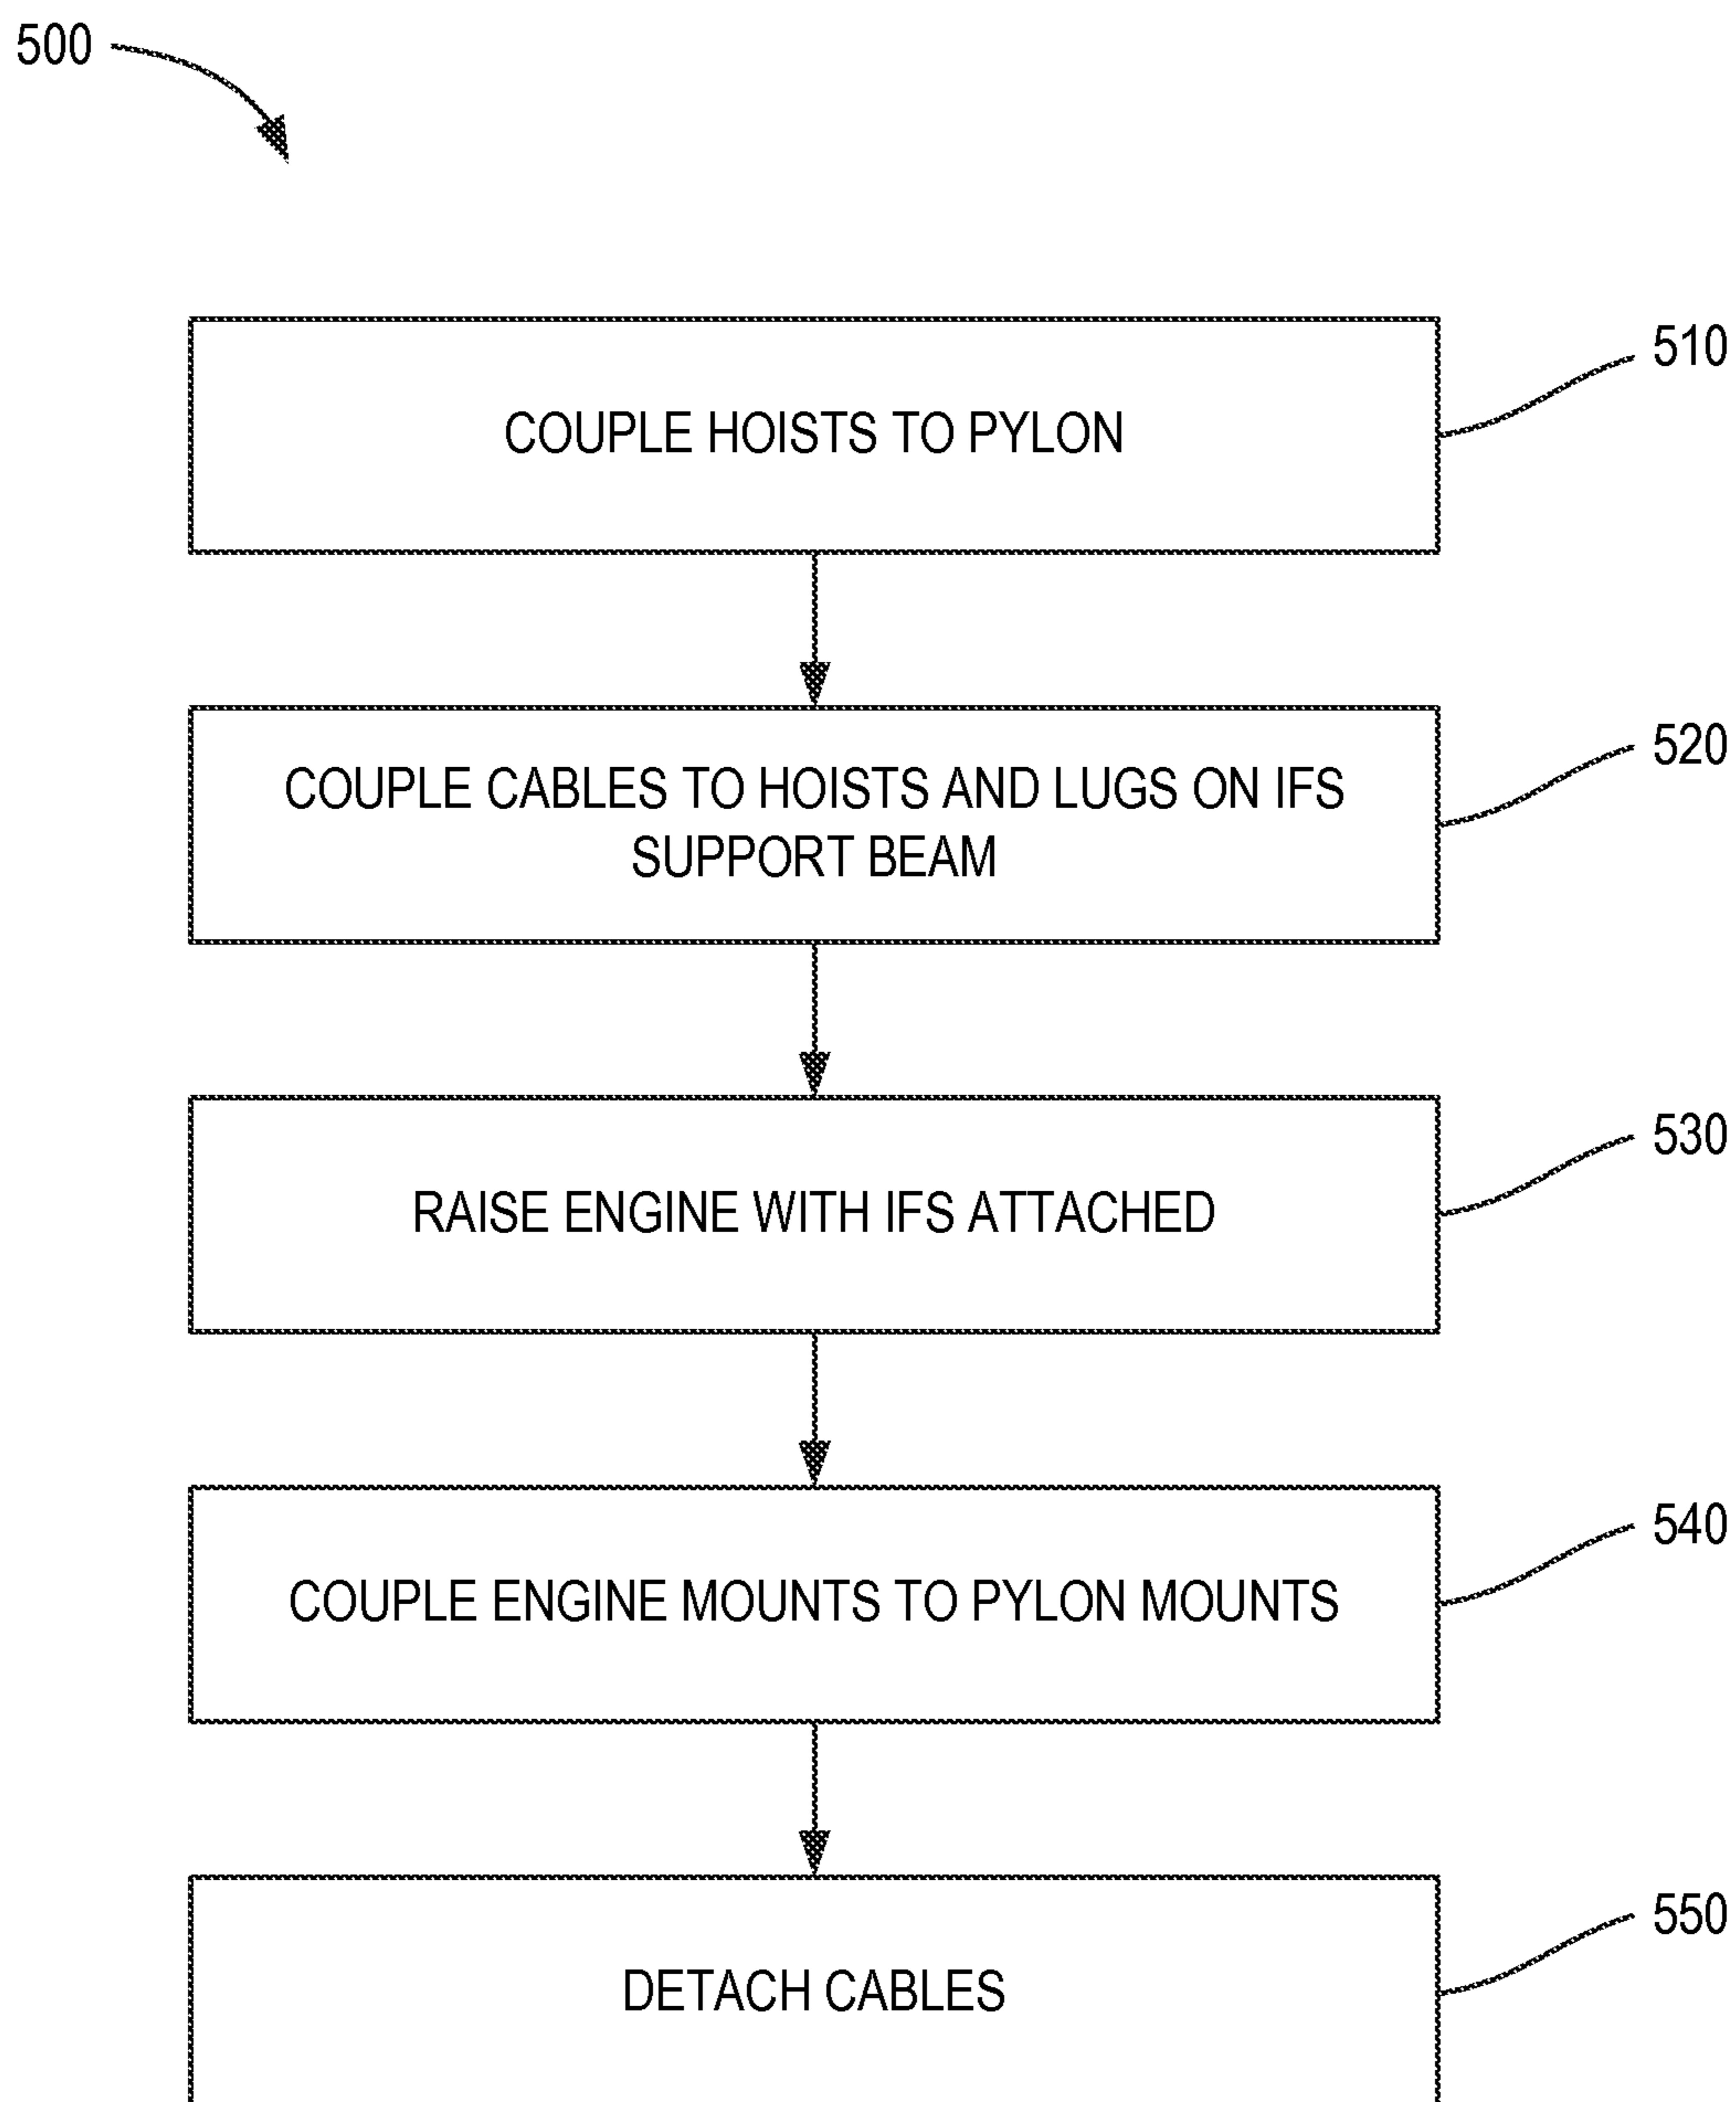 500
COUPLE HOISTS TO PYLON
510
COUPLE CABLES TO HOISTS AND LUGS ON IFS
SUPPORT BEAM
520
RAISE ENGINE WITH IFS ATTACHED
530
COUPLE ENGINE MOUNTS TO PYLON MOUNTS
540
DETACH CABLES
550